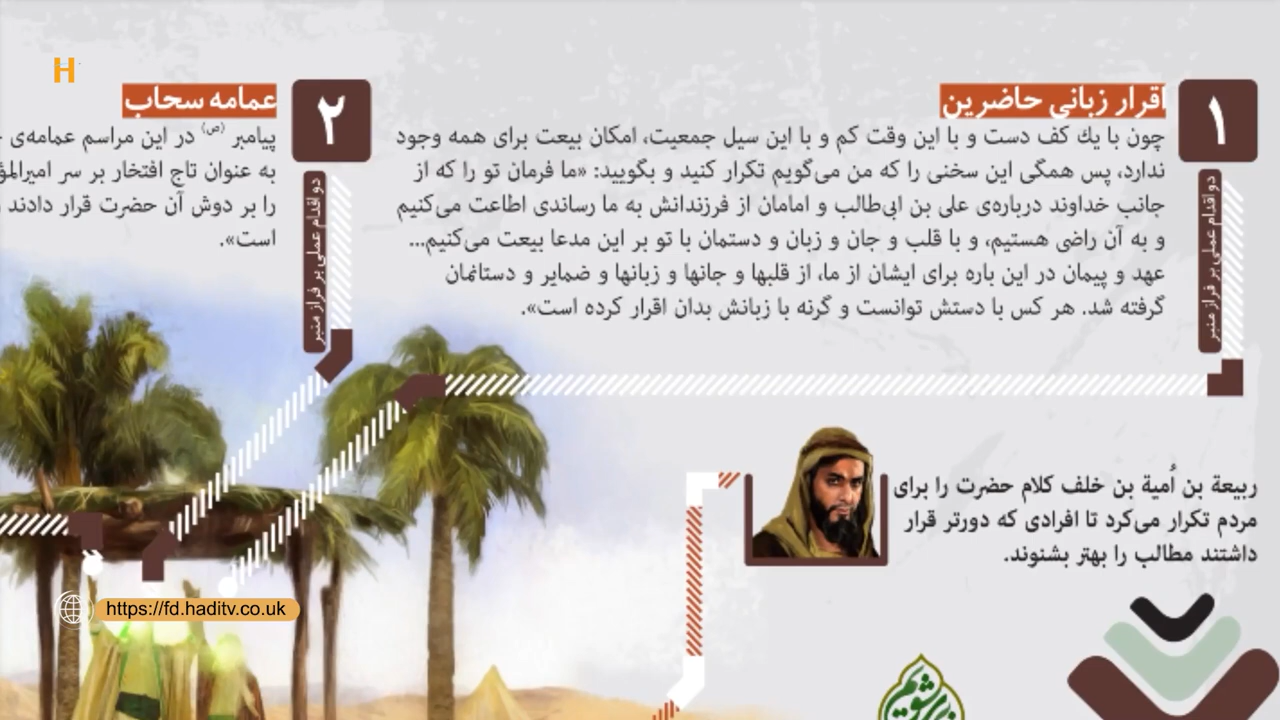 H
۱
اقرار زبانی حاضرین
چون با یك كف دست و با این وقت کم و با این سیل جمعیت، امکان بیعت برای همه وجود
ندارد، پس همگی این سخنی را که من می‌گویم تکرار کنید و بگویید: «ما فرمان تو را که از
جانب خداوند درباره‌ی علی بن ابی‌طالب و امامان از فرزندانش به ما رساندی اطاعت می‌کنیم
و به آن راضی هستیم، و با قلب و جان و زبان و دستمان با تو بر این مدعا بیعت می‌کنیم...
عهد و پیمان در این باره برای ایشان از ما، از قلبها و جانها و زبانها و ضمایر و دستانمان
گرفته شد. هر کس با دستش توانست و گرنه با زبانش بدان اقرار کرده است».
دو اقدام عملی بر فراز منبر
۲
عمامه سحاب
پیامبر (ص) در این مراسم عمامه‌ی
به عنوان تاج افتخار بر سر امیرالمؤ
را بر دوش آن حضرت قرار دادند
است».
دو اقدام عملی بر فراز منبر
ربیعة بن اُمیة بن خلف کلام حضرت را برای
مردم تکرار می‌کرد تا افرادی که دورتر قرار
داشتند مطالب را بهتر بشنوند.
https://fd.haditv.co.uk